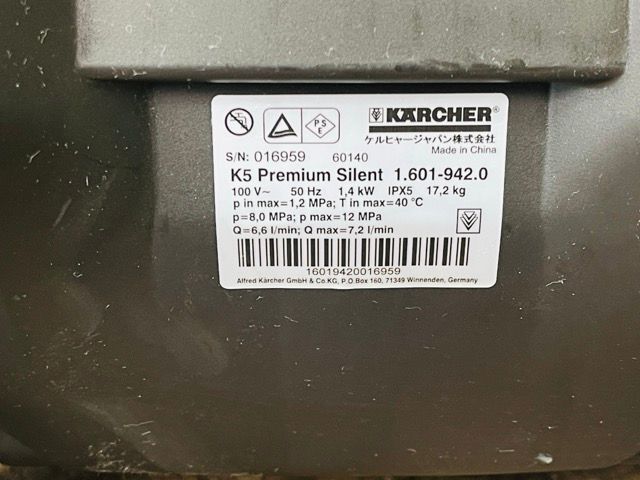 P S
E
KÄRCHER
ケルヒャージャパン株式会社
Made in China
S/N: 016959 60140
K5 Premium Silent 1.601-942.0
100 V~ 50 Hz 1,4 kW IPX5 17,2 kg
p in max=1,2 MPa; T in max=40 °C
p=8,0 MPa; p max=12 MPa
Q=6,6 l/min; Q max=7,2 l/min
16019420016959
Alfred Kärcher GmbH & Co.KG, P.O.Box 160, 71349 Winnenden, Germany